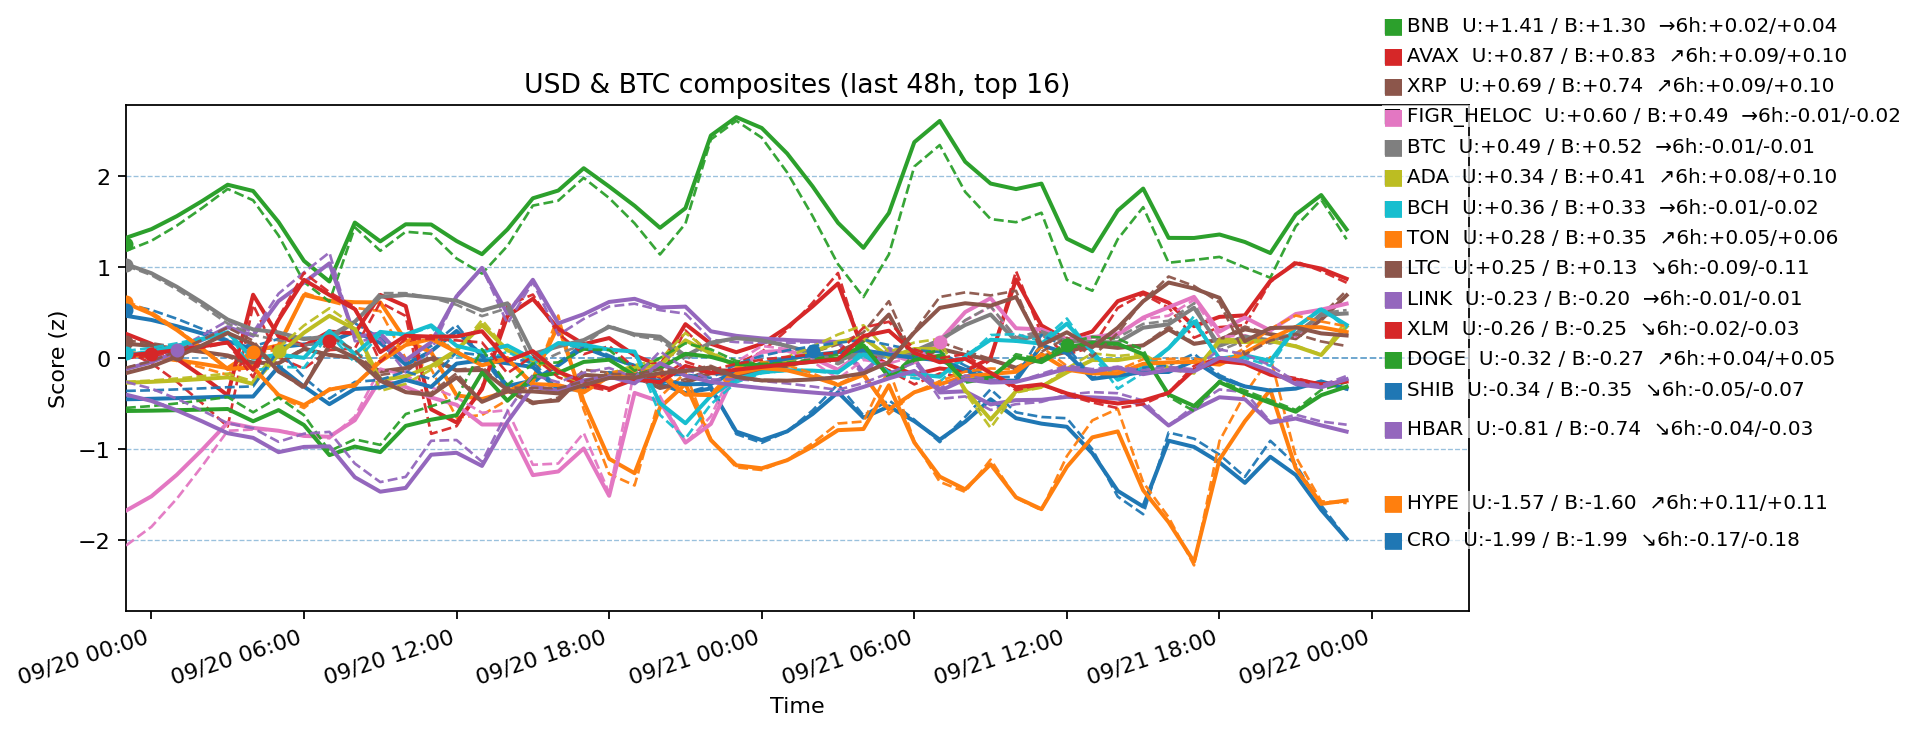 BNB  U:+1.41 / B:+1.30  →6h:+0.02/+0.04
AVAX  U:+0.87 / B:+0.83  ↗6h:+0.09/+0.10
USD & BTC composites (last 48h, top 16)
XRP  U:+0.69 / B:+0.74  ↗6h:+0.09/+0.10
FIGR_HELOC  U:+0.60 / B:+0.49  →6h:-0.01/-0.02
BTC  U:+0.49 / B:+0.52  →6h:-0.01/-0.01
ADA  U:+0.34 / B:+0.41  ↗6h:+0.08/+0.10
BCH  U:+0.36 / B:+0.33  →6h:-0.01/-0.02
TON  U:+0.28 / B:+0.35  ↗6h:+0.05/+0.06
LTC  U:+0.25 / B:+0.13  ↘6h:-0.09/-0.11
LINK  U:-0.23 / B:-0.20  →6h:-0.01/-0.01
XLM  U:-0.26 / B:-0.25  ↘6h:-0.02/-0.03
DOGE  U:-0.32 / B:-0.27  ↗6h:+0.04/+0.05
SHIB  U:-0.34 / B:-0.35  ↘6h:-0.05/-0.07
HBAR  U:-0.81 / B:-0.74  ↘6h:-0.04/-0.03
HYPE  U:-1.57 / B:-1.60  ↗6h:+0.11/+0.11
CRO  U:-1.99 / B:-1.99  ↘6h:-0.17/-0.18
Score (z)
2
1
0
−1
−2
09/20 00:00
09/20 06:00
09/20 12:00
09/20 18:00
09/21 00:00
09/21 06:00
09/21 12:00
09/21 18:00
09/22 00:00
Time